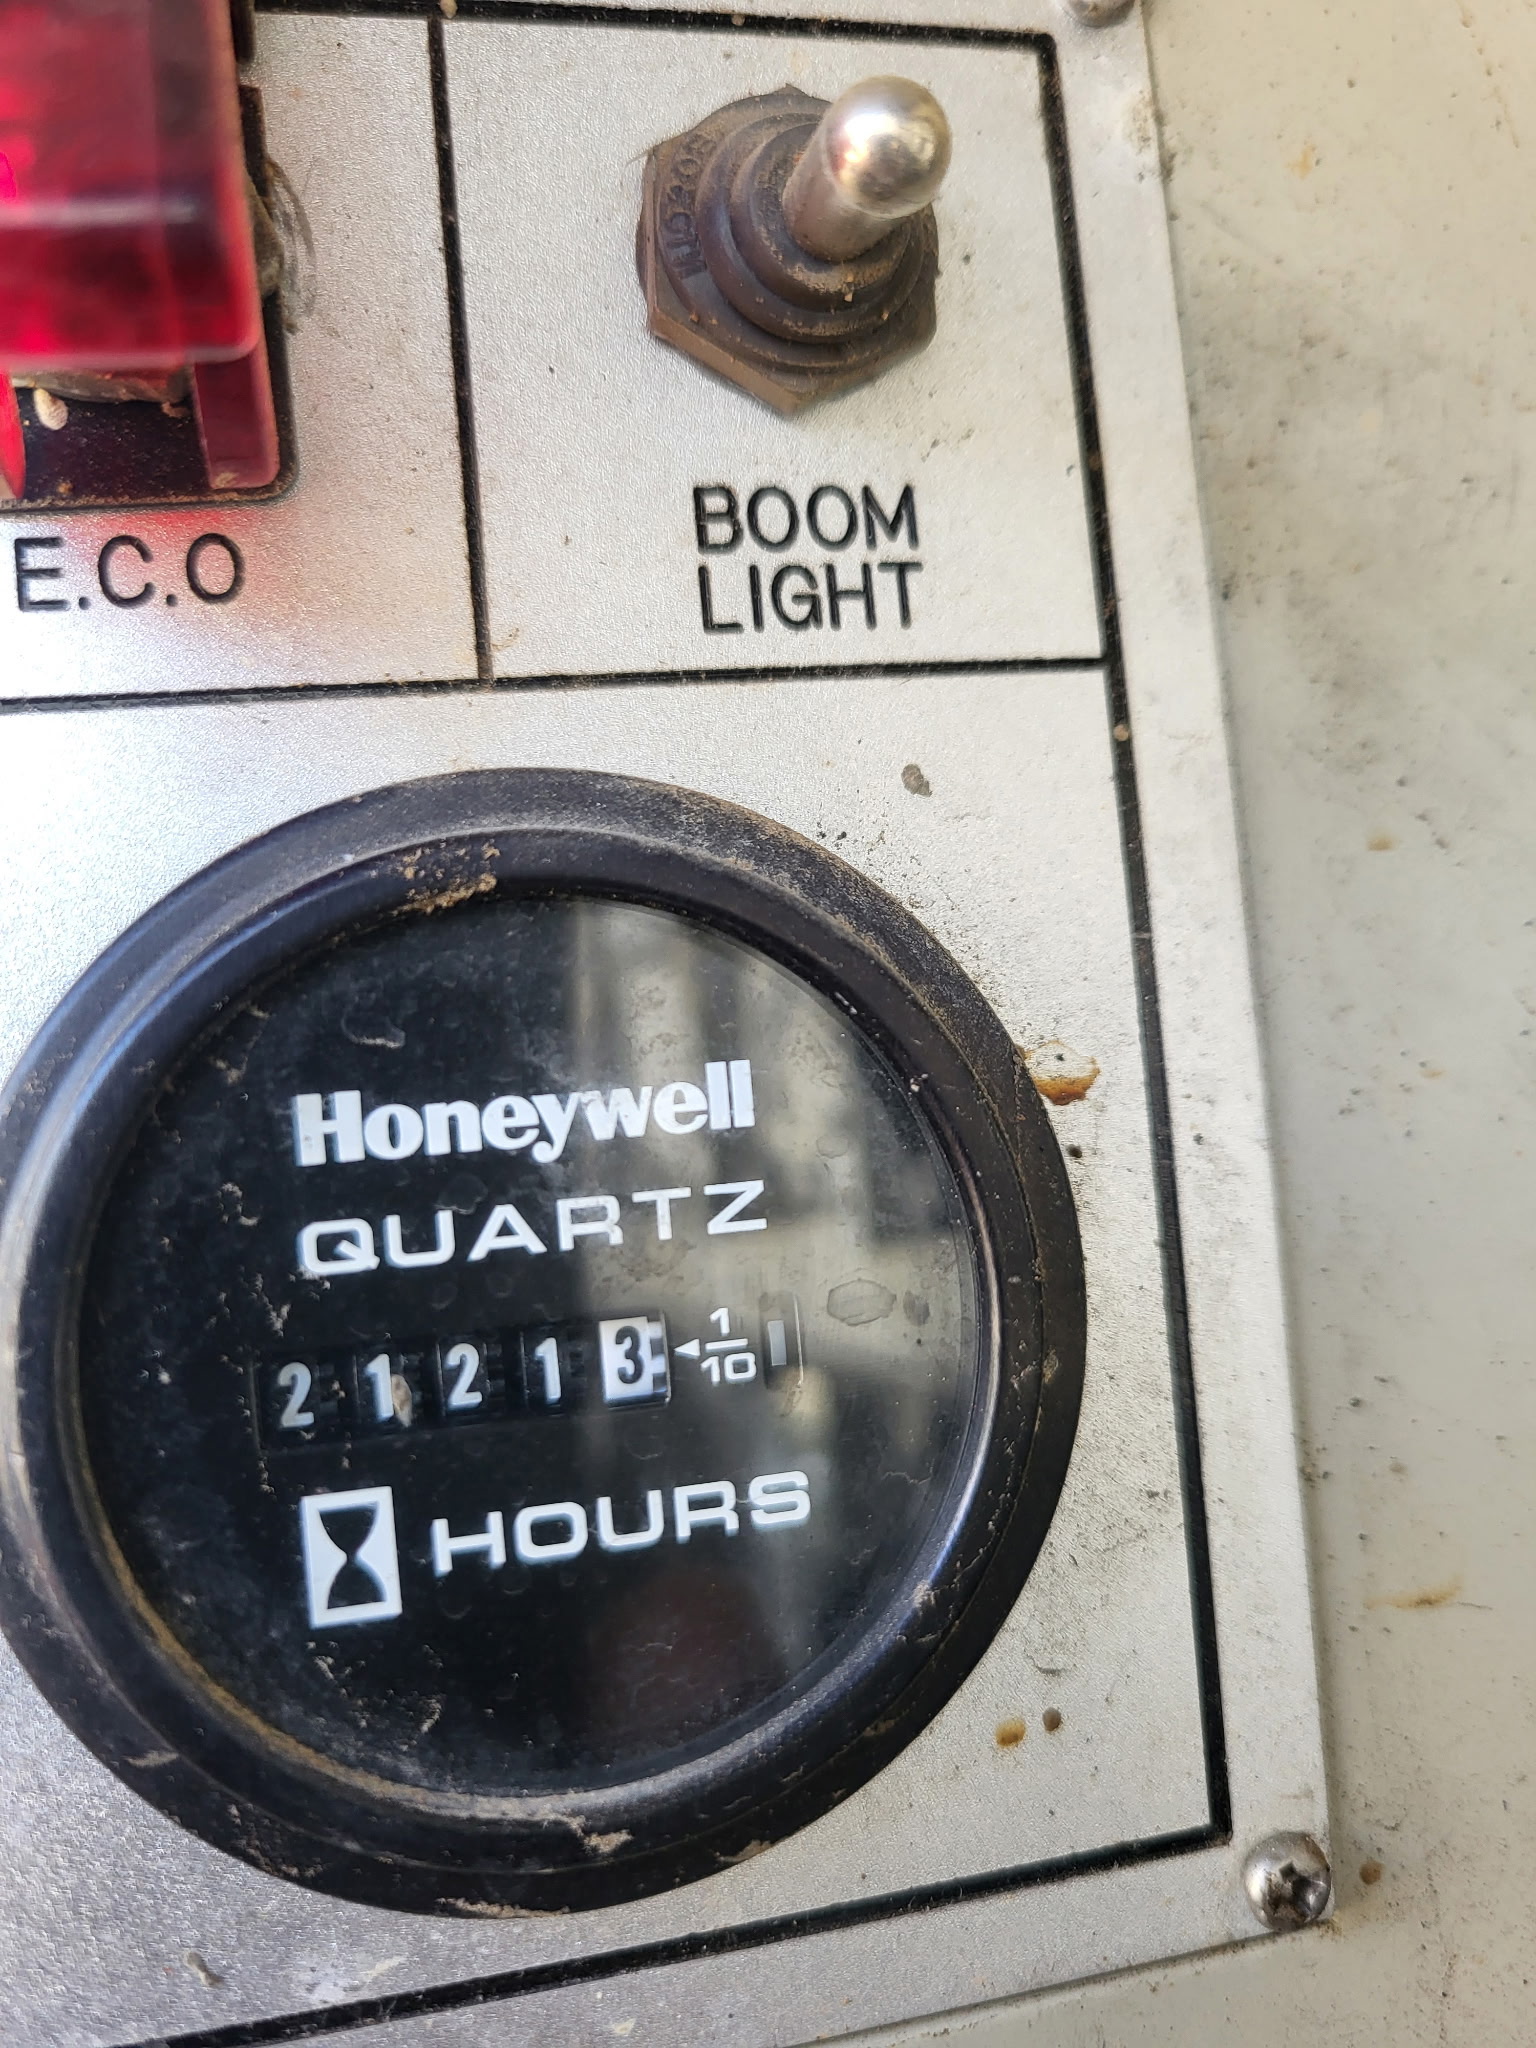 E.C.O
BOOM
LIGHT
Honeywell
QUARTZ
2 1 2 1 3 ◄ 1/10
HOURS